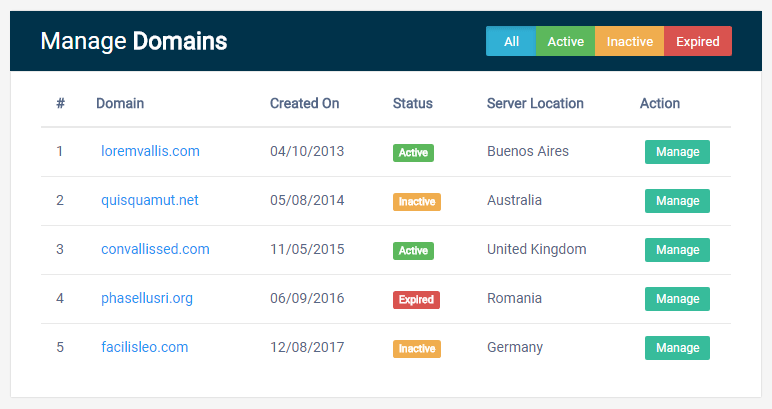 Manage Domains All Active Inactive Expired
# Domain Created On Status Server Location Action
1 loremvallis.com 04/10/2013 Active Buenos Aires Manage
2 quisquamut.net 05/08/2014 Inactive Australia Manage
3 convallissed.com 11/05/2015 Active United Kingdom Manage
4 phasellusri.org 06/09/2016 Expired Romania Manage
5 facilisleo.com 12/08/2017 Inactive Germany Manage